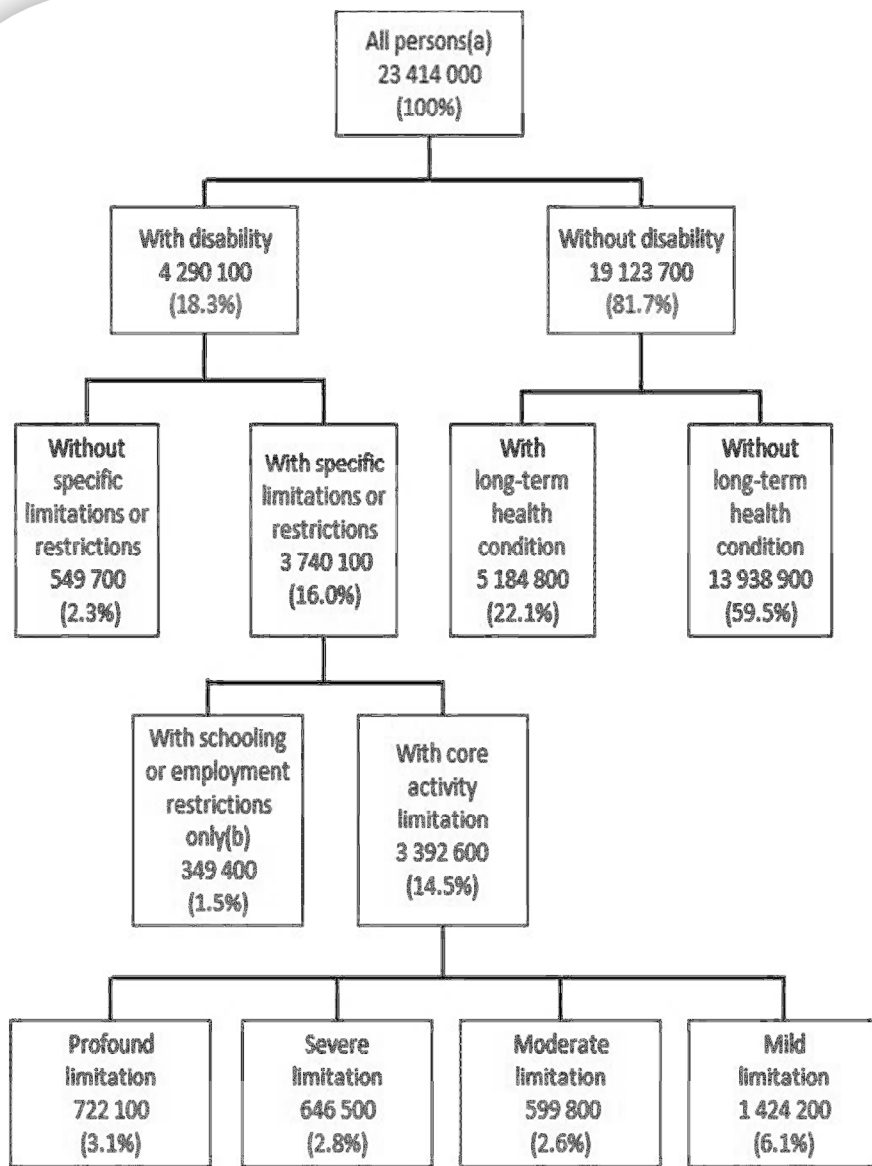 All persons(a)
23 414 000
(100%)
With disability
4 290 100
(18.3%)
Without disability
19 123 700
(81.7%)
Without
specific
limitations or
restrictions
549 700
(2.3%)
With specific
limitations or
restrictions
3 740 100
(16.0%)
With
long-term
health
condition
5 184 800
(22.1%)
Without
long-term
health
condition
13 938 900
(59.5%)
With schooling
or employment
restrictions
only(b)
349 400
(1.5%)
With core
activity
limitation
3 392 600
(14.5%)
Profound
limitation
722 100
(3.1%)
Severe
limitation
646 500
(2.8%)
Moderate
limitation
599 800
(2.6%)
Mild
limitation
1 424 200
(6.1%)